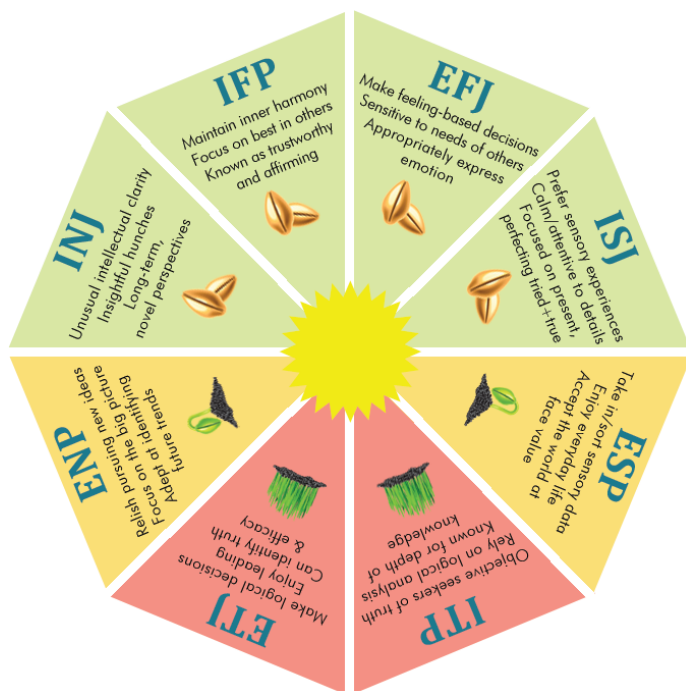 IFP
Maintain inner harmony
Focus on best in others
Known as trustworthy
and affirming
EFJ
Make feeling-based decisions
Sensitive to needs of others
Appropriately express
emotion
ISJ
Prefer sensory experiences
Calm/attentive to details
Focused on present,
perfecting tried+true
ESP
Take in/sort sensory data
Enjoy everyday life
Accept the world at
face value
ITP
Objective seekers of truth
Rely on logical analysis
Known for depth of
knowledge
ETJ
Make logical decisions
Enjoy leading
Can identify truth
& efficacy
ENP
Relish pursuing new ideas
Focus on the big picture
Adept at identifying
future trends
INJ
Unusual intellectual clarity
Insightful hunches
Long-term,
novel perspectives